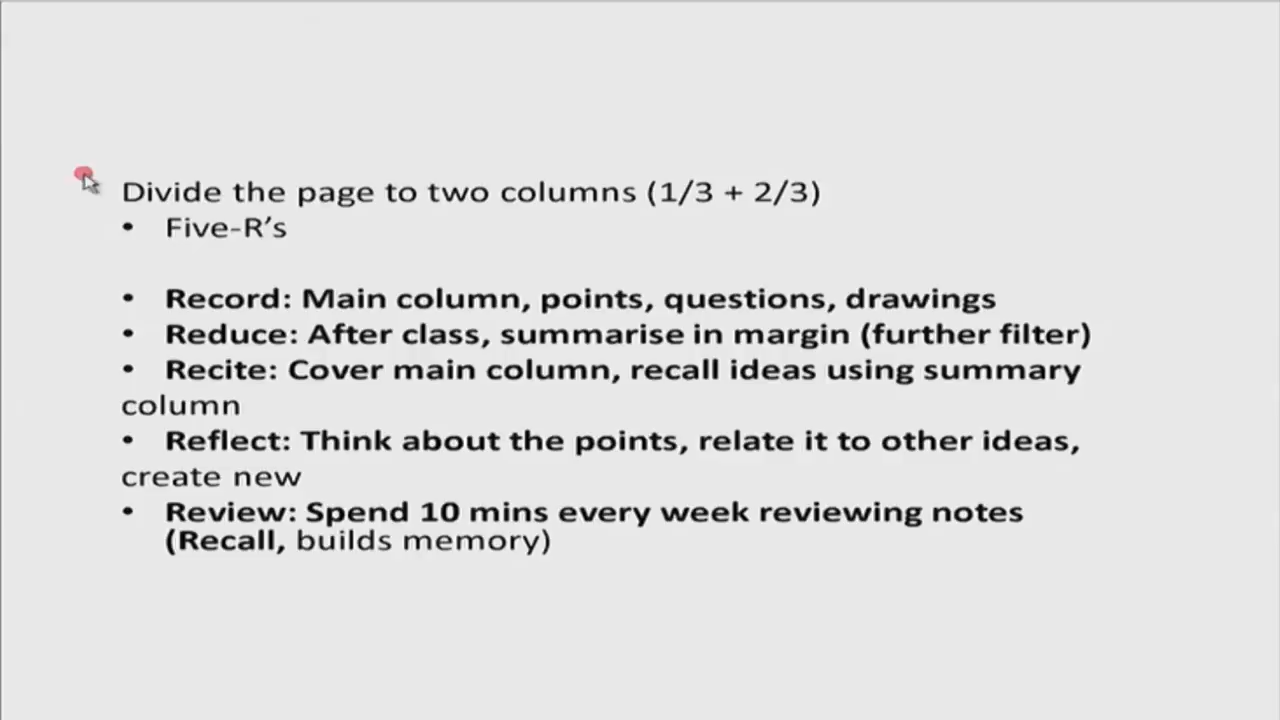 Divide the page to two columns (1/3 + 2/3)
• Five-R’s
• Record: Main column, points, questions, drawings
• Reduce: After class, summarise in margin (further filter)
• Recite: Cover main column, recall ideas using summary
column
• Reflect: Think about the points, relate it to other ideas,
create new
• Review: Spend 10 mins every week reviewing notes
(Recall, builds memory)